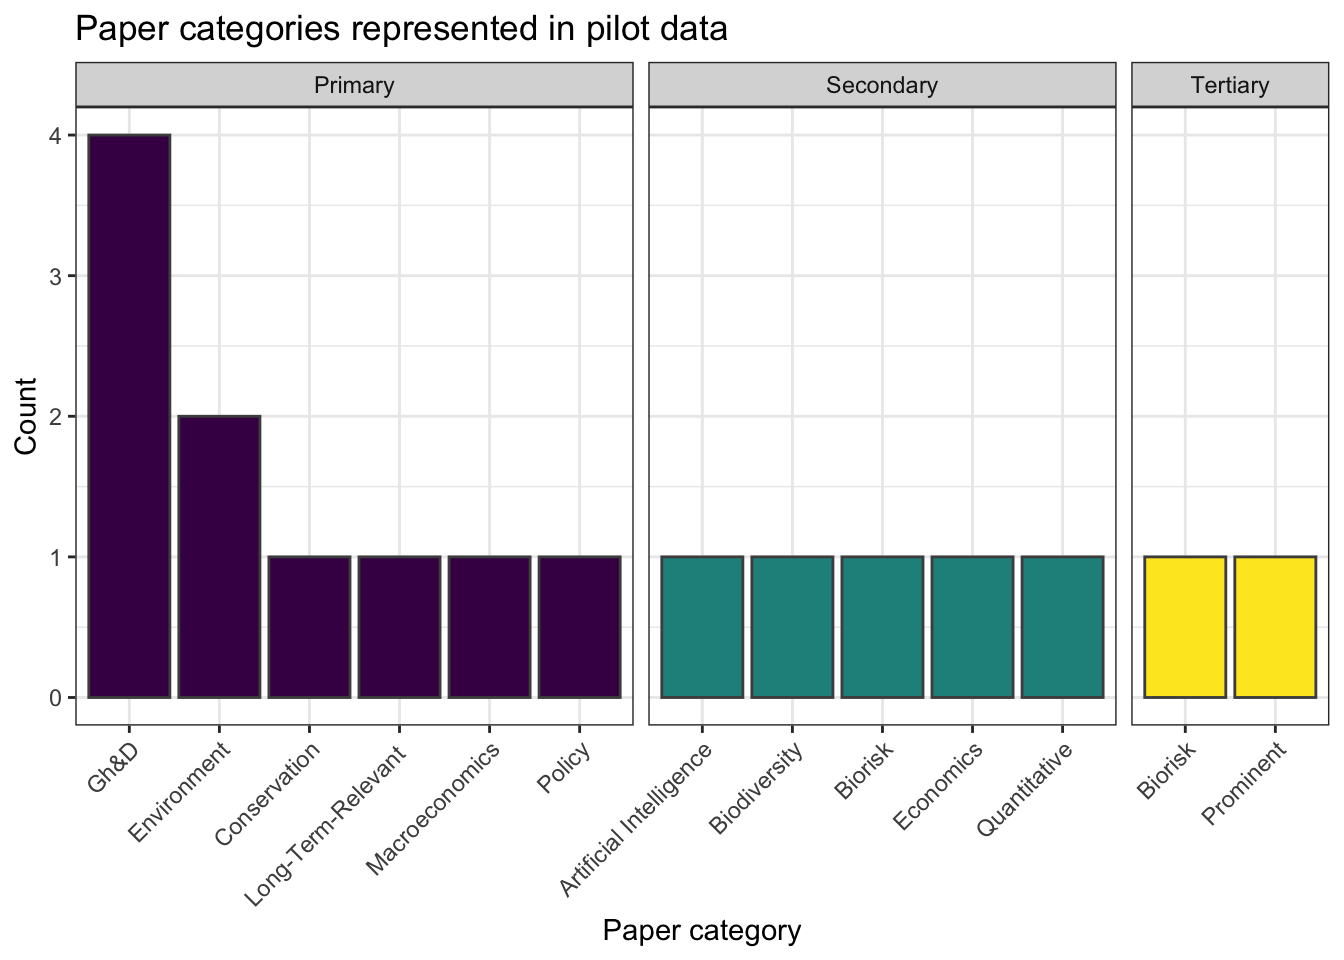 Paper categories represented in pilot data
Primary
Secondary
Tertiary
4
3
2
1
0
Count
Gh&D
Environment
Conservation
Long-Term-Relevant
Macroeconomics
Policy
Artificial Intelligence
Biodiversity
Biorisk
Economics
Quantitative
Biorisk
Prominent
Paper category